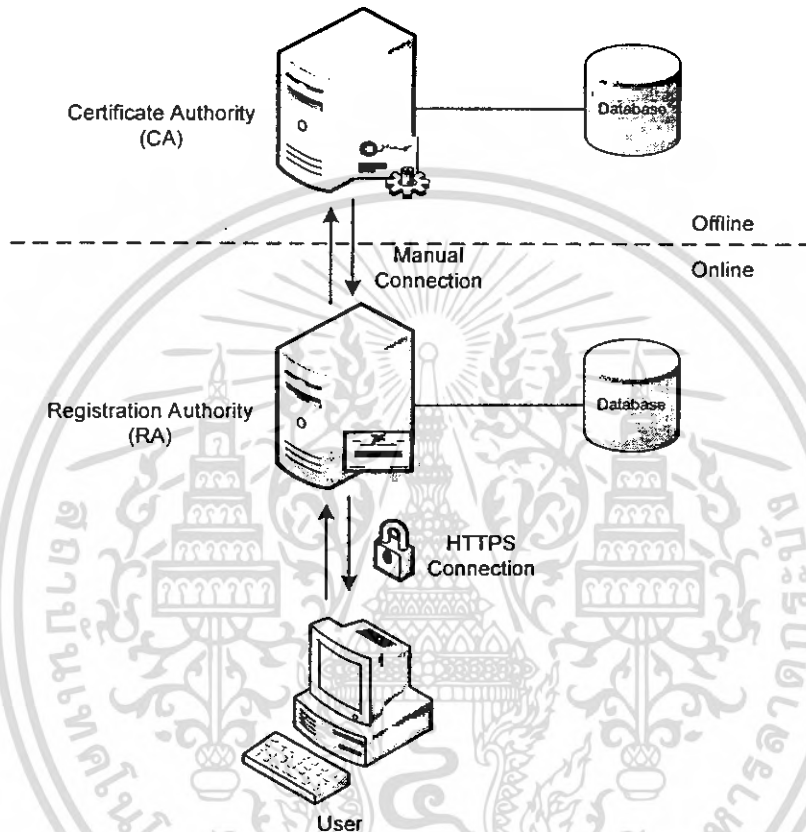 Certificate Authority
(CA)
Database
Offline
Manual
Connection
Online
Registration Authority
(RA)
Database
HTTPS
Connection
User